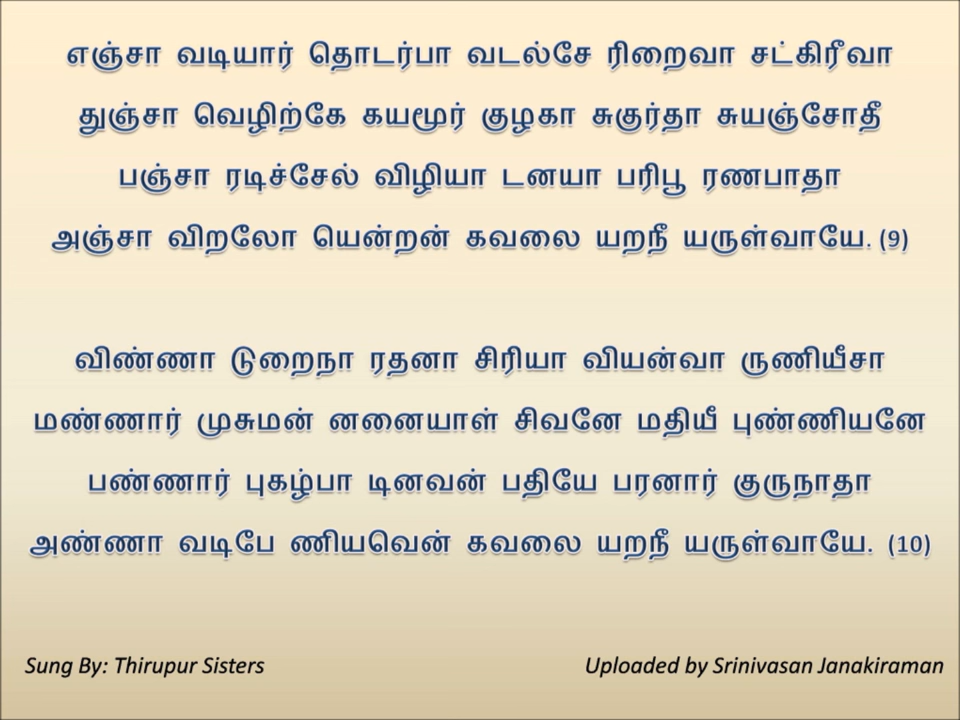 எஞ்சா வடியார் தொடர்பா வடல்சே ரிறைவா சட்கிரீவா
துஞ்சா வெழிற்கே கயமூர் குழகா சுகுர்தா சுயஞ்சோதீ
பஞ்சா ரடிச்சேல் விழியா டனயா பரிபூ ரணபாதா
அஞ்சா விறலோ யென்றன் கவலை யறநீ யருள்வாயே. (9)
விண்ணா டுறைநா ரதனா சிரியா வியன்வா ருணியீசா
மண்ணார் முசுமன் னனையாள் சிவனே மதியீ புண்ணியனே
பண்ணார் புகழ்பா டினவன் பதியே பரனார் குருநாதா
அண்ணா வடிபே ணியவென் கவலை யறநீ யருள்வாயே. (10)
Sung By: Thirupur Sisters
Uploaded by Srinivasan Janakiraman